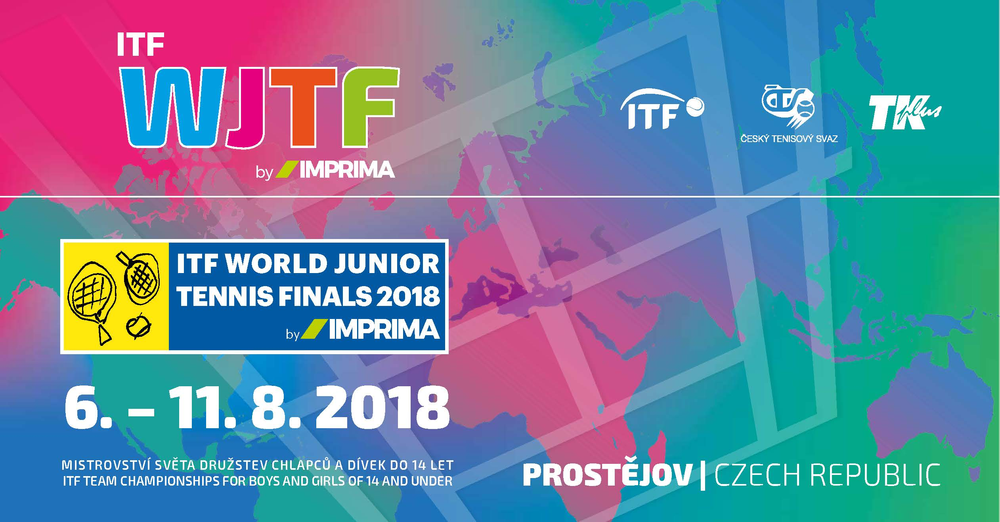 ITF
WJTF
by IMPRIMA
ITF
ČTS
ČESKÝ TENISOVÝ SVAZ
TK plus
ITF WORLD JUNIOR
TENNIS FINALS 2018
by IMPRIMA
6. – 11. 8. 2018
MISTROVSTVÍ SVĚTA DRUŽSTEV CHLAPCŮ A DÍVEK DO 14 LET
ITF TEAM CHAMPIONSHIPS FOR BOYS AND GIRLS OF 14 AND UNDER
PROSTĚJOV | CZECH REPUBLIC